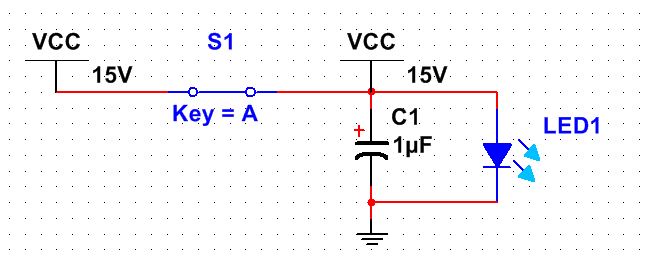 VCC
S1
VCC
15V
15V
Key = A
C1
+
1µF
LED1